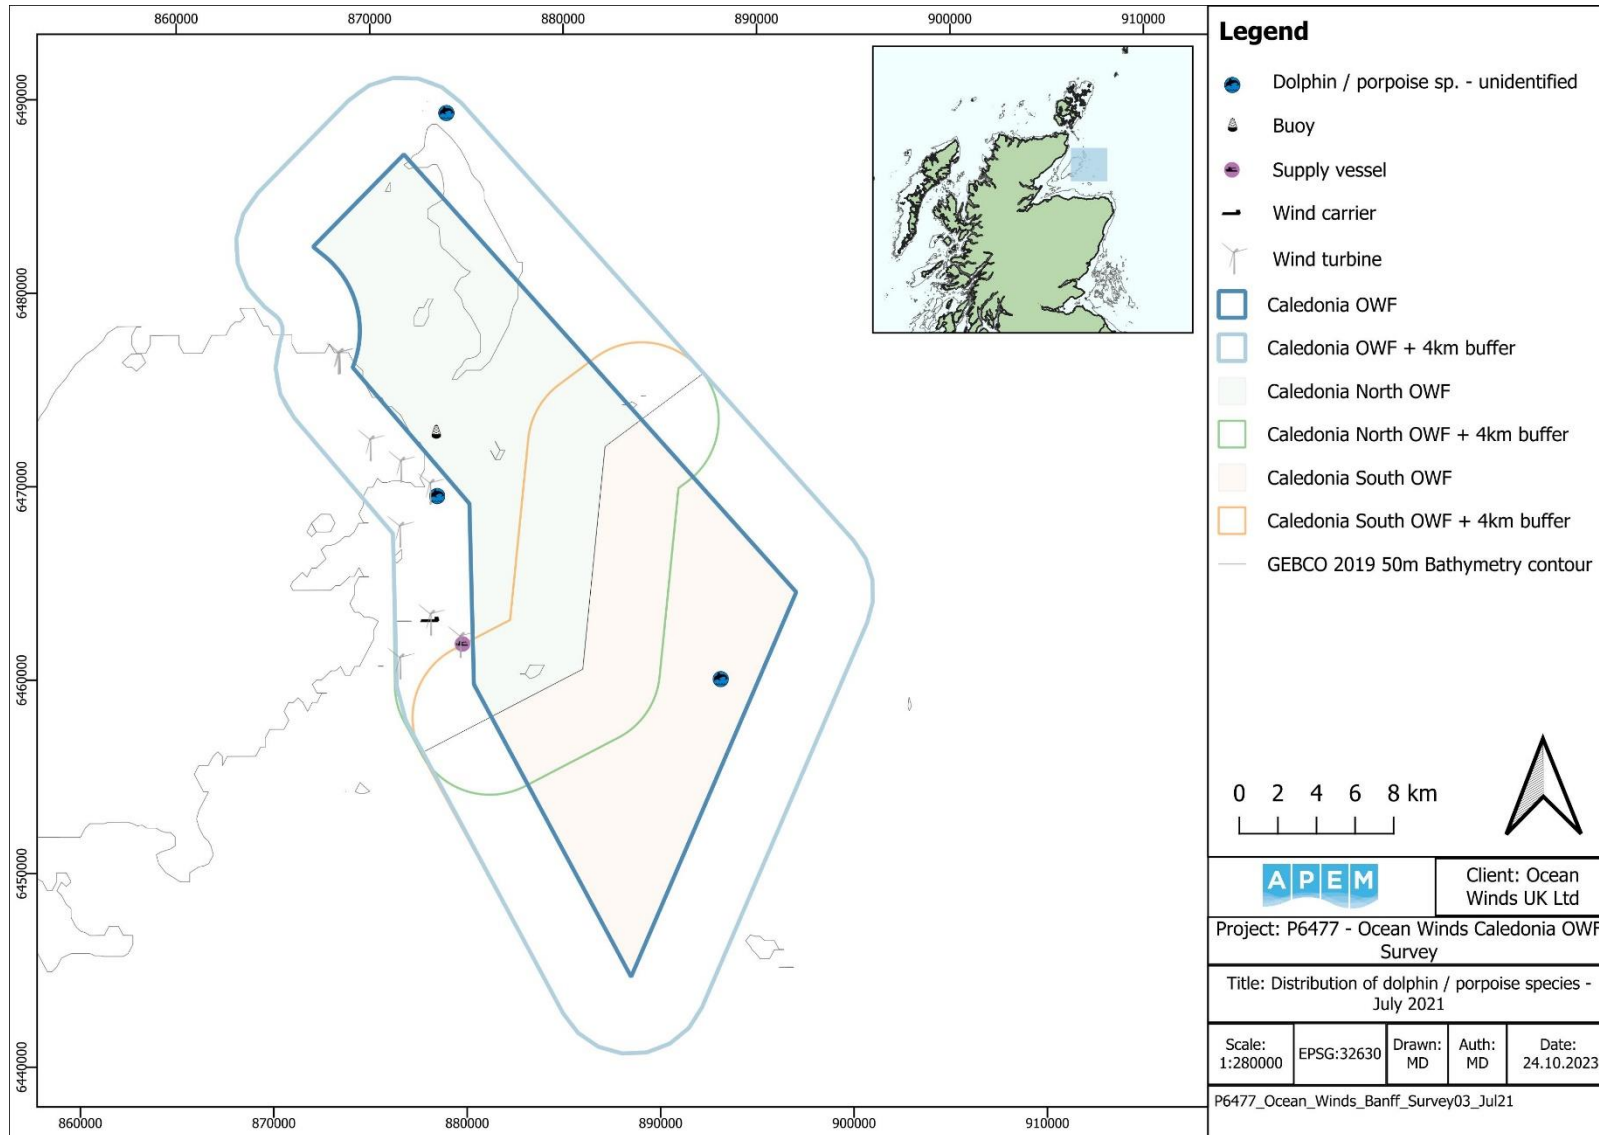 860000 870000 880000 890000 900000 910000
6490000
6480000
6470000
6460000
6450000
6440000
860000 870000 880000 890000 900000 910000
Legend
Dolphin / porpoise sp. - unidentified
Buoy
Supply vessel
Wind carrier
Wind turbine
Caledonia OWF
Caledonia OWF + 4km buffer
Caledonia North OWF
Caledonia North OWF + 4km buffer
Caledonia South OWF
Caledonia South OWF + 4km buffer
GEBCO 2019 50m Bathymetry contour
0 2 4 6 8 km
APEM
Client: Ocean
Winds UK Ltd
Project: P6477 - Ocean Winds Caledonia OWF
Survey
Title: Distribution of dolphin / porpoise species -
July 2021
Scale:
1:280000
EPSG:32630
Drawn:
MD
Auth:
MD
Date:
24.10.2023
P6477_Ocean_Winds_Banff_Survey03_Jul21